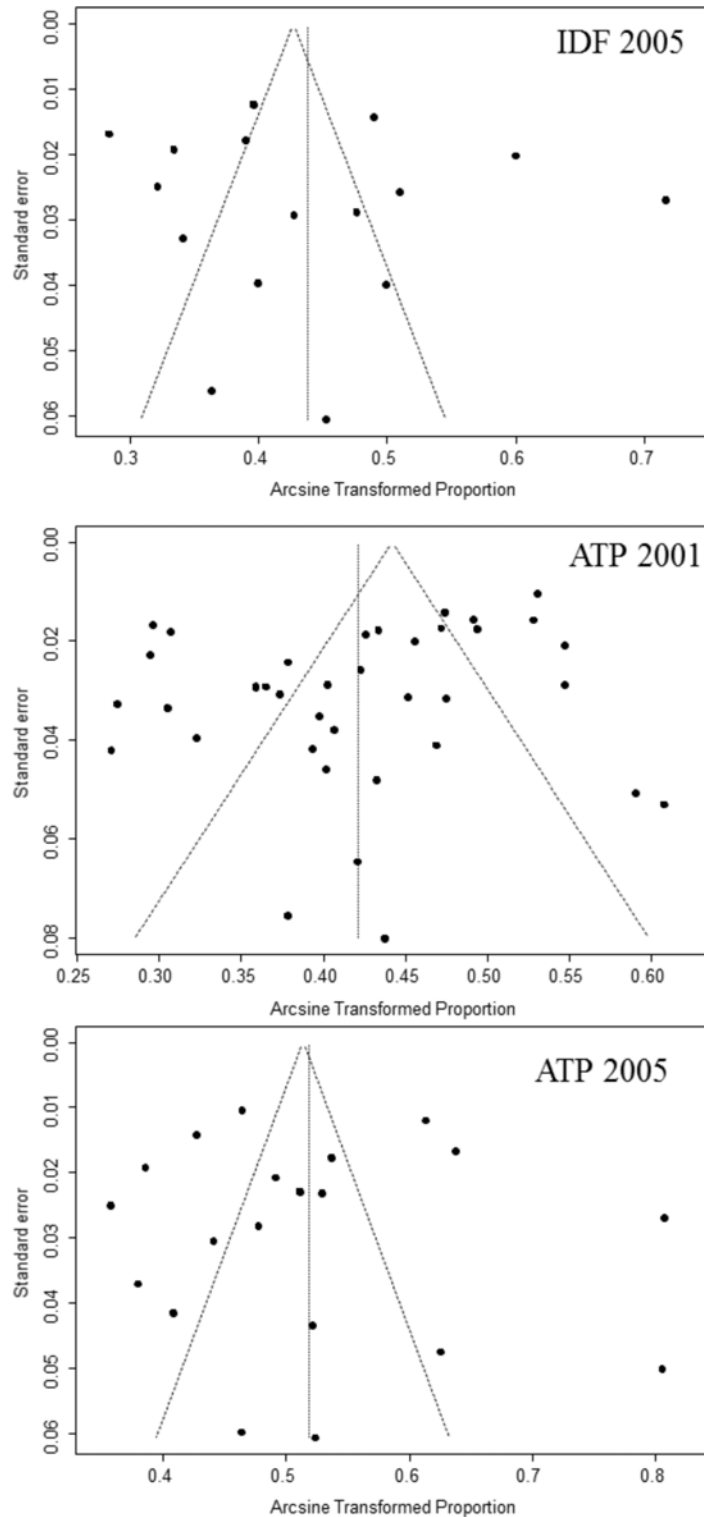 IDF 2005
Standard error
0.00
0.01
0.02
0.03
0.04
0.05
0.06
0.3 0.4 0.5 0.6 0.7
Arcsine Transformed Proportion
ATP 2001
Standard error
0.00
0.02
0.04
0.06
0.08
0.25 0.30 0.35 0.40 0.45 0.50 0.55 0.60
Arcsine Transformed Proportion
ATP 2005
Standard error
0.00
0.01
0.02
0.03
0.04
0.05
0.06
0.4 0.5 0.6 0.7 0.8
Arcsine Transformed Proportion